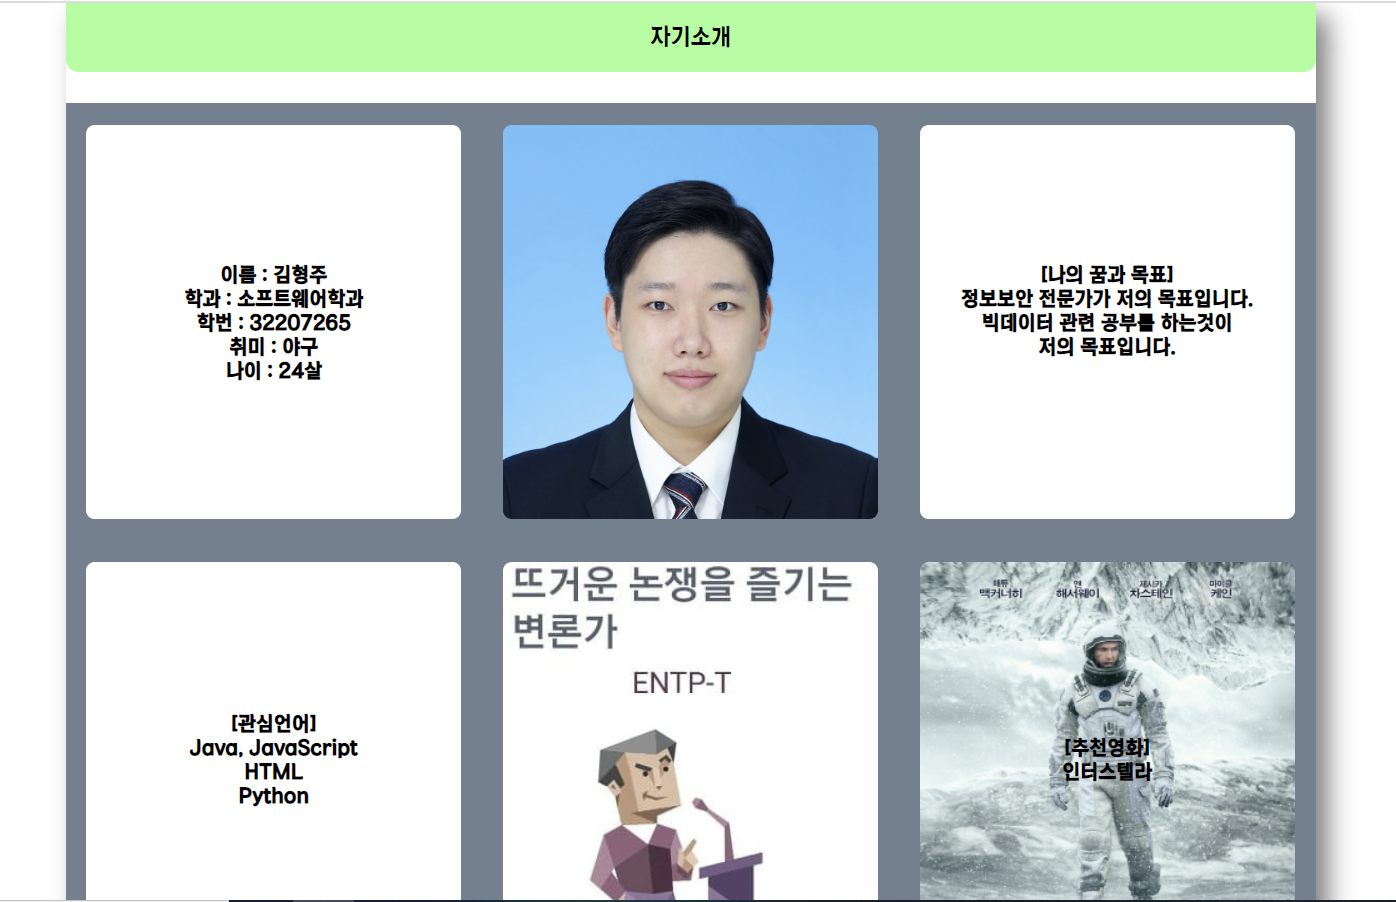 자기소개
이름 : 김형주
학과 : 소프트웨어학과
학번 : 32207265
취미 : 야구
나이 : 24살
[나의 꿈과 목표]
정보보안 전문가가 저의 목표입니다.
빅데이터 관련 공부를 하는것이
저의 목표입니다.
[관심언어]
Java, JavaScript
HTML
Python
뜨거운 논쟁을 즐기는
변론가
ENTP-T
매튜 맥커너히
앤 해서웨이
제시카 차스테인
마이클 케인
[추천영화]
인터스텔라